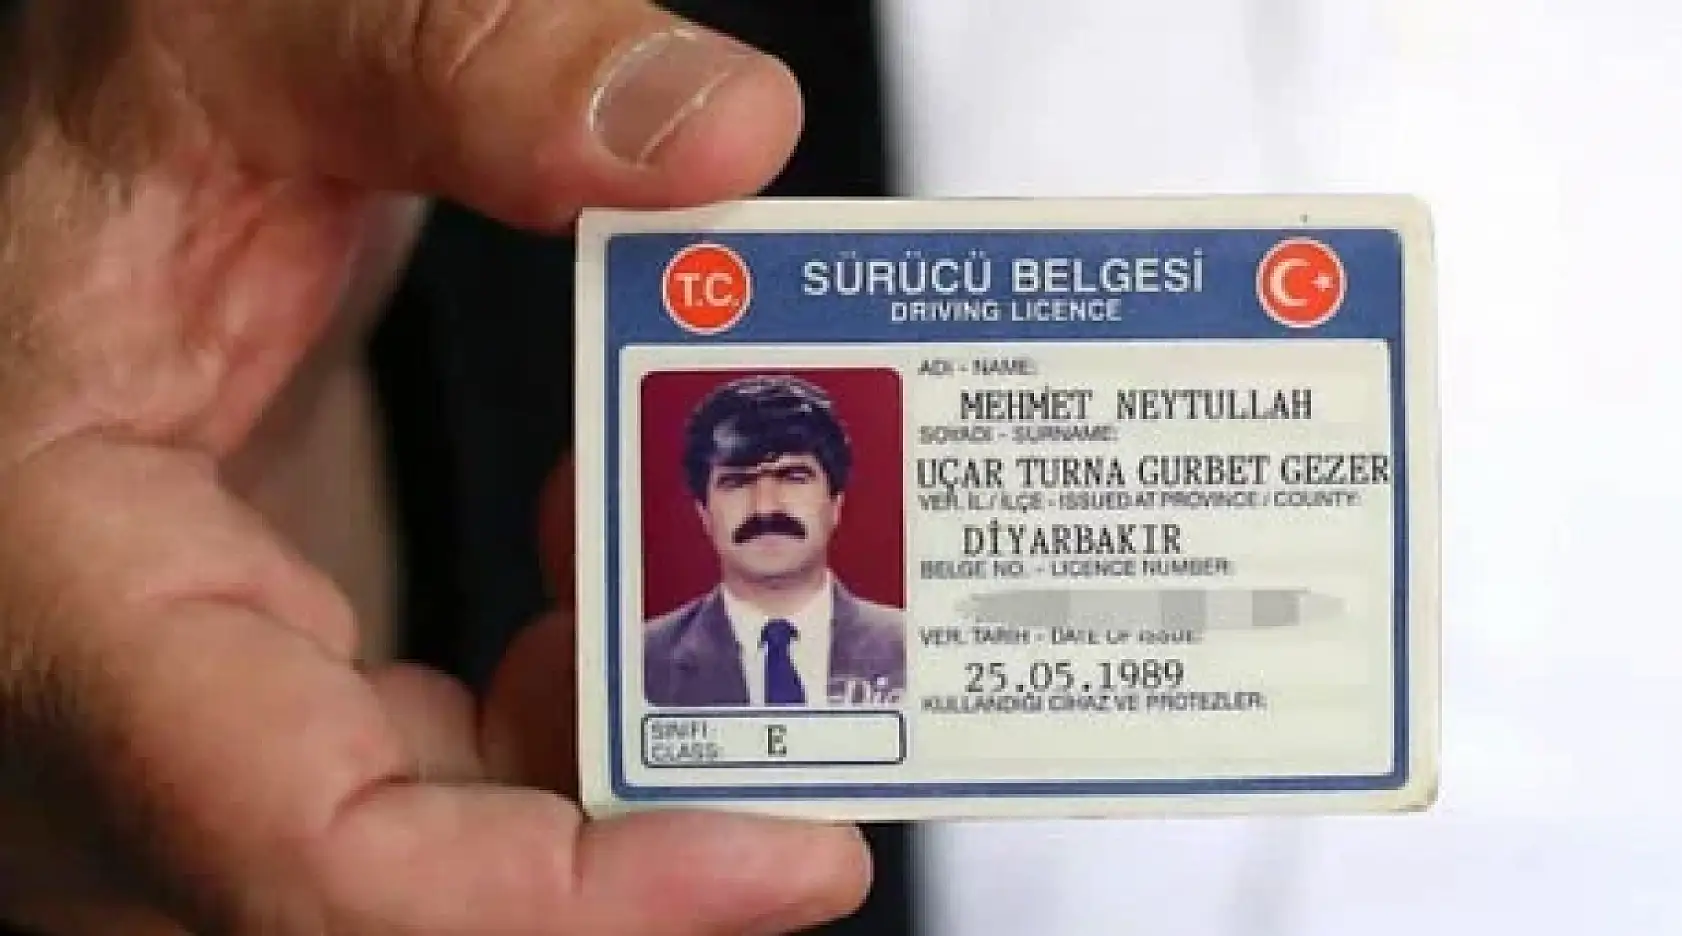 T.C.
SÜRÜCÜ BELGESİ
DRIVING LICENCE
ADI - NAME:
MEHMET NEYTULLAH
SOYADI - SURNAME:
UÇAR TURNA GURBET GEZER
VER. İL / İLÇE - ISSUED AT PROVINCE / COUNTY:
DİYARBAKIR
BELGE NO. - LICENCE NUMBER:
VER. TARİH - DATE OF ISSUE:
25.05.1989
KULLANDIĞI CİHAZ VE PROTEZLER:
SINIFI
CLASS: E